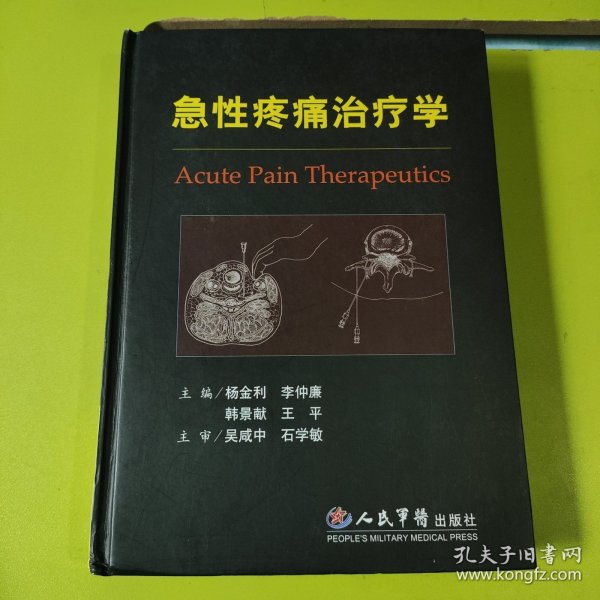 急性疼痛治疗学
Acute Pain Therapeutics
主 编/杨金利 李仲廉
韩景献 王 平
主 审/吴咸中 石学敏
人民军医出版社
PEOPLE'S MILITARY MEDICAL PRESS
孔夫子旧书网
www.kongfz.com